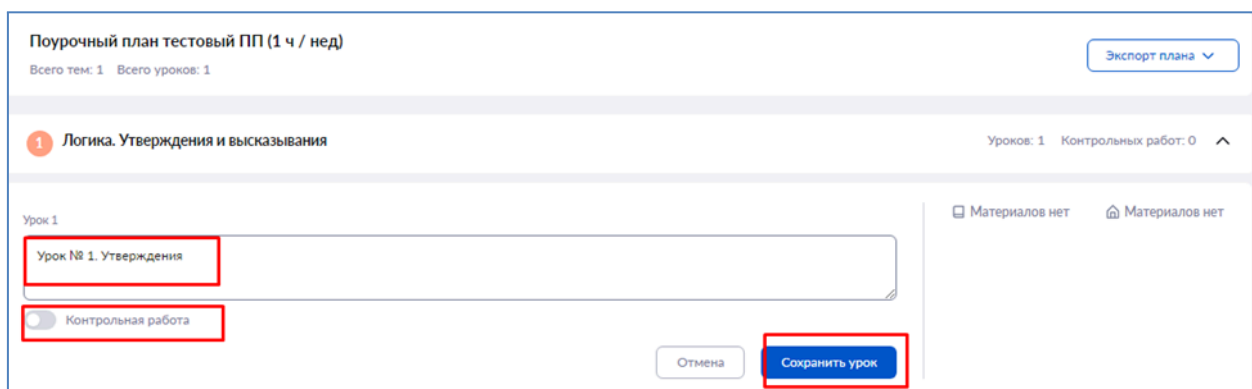 Поурочный план тестовый ПП (1 ч / нед)
Всего тем: 1 Всего уроков: 1
Экспорт плана
1 Логика. Утверждения и высказывания
Уроков: 1 Контрольных работ: 0
Урок 1
Материалов нет Материалов нет
Урок № 1. Утверждения
Контрольная работа
Отмена Сохранить урок